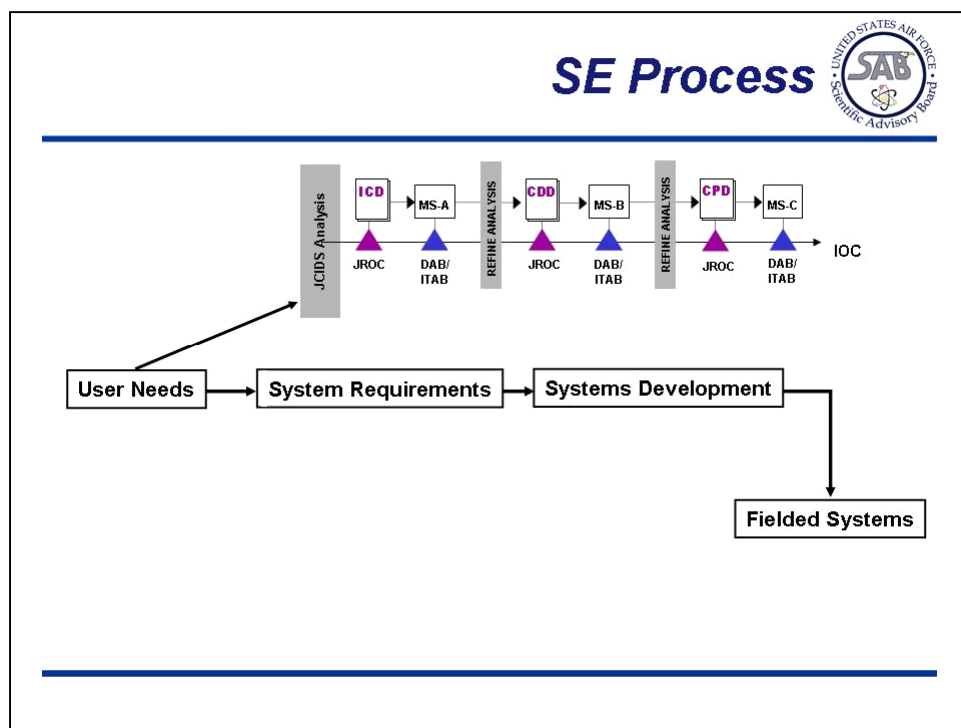 SE Process
UNITED STATES AIR FORCE
SAB
Scientific Advisory Board
JCIDS Analysis
ICD
MS-A
REFINE ANALYSIS
CDD
MS-B
REFINE ANALYSIS
CPD
MS-C
IOC
JROC
DAB/
ITAB
JROC
DAB/
ITAB
JROC
DAB/
ITAB
User Needs
System Requirements
Systems Development
Fielded Systems